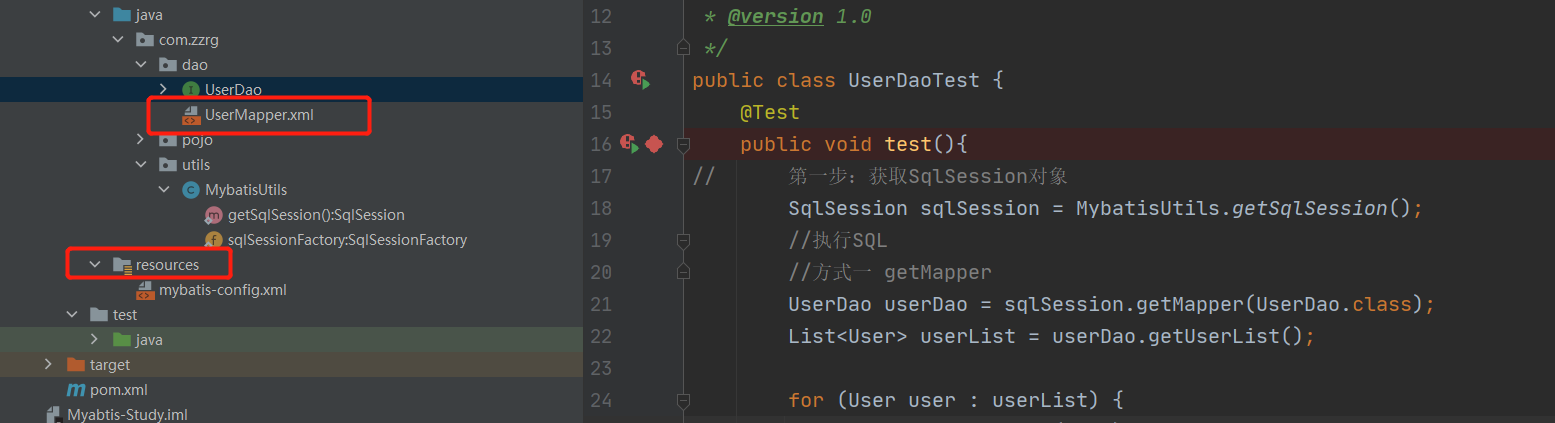 java
com.zzrg
dao
UserDao
UserMapper.xml
pojo
utils
MybatisUtils
getSqlSession():SqlSession
sqlSessionFactory:SqlSessionFactory
resources
mybatis-config.xml
test
java
target
pom.xml
Myabtis-Study.iml
12 * @version 1.0
13 */
14 public class UserDaoTest {
15 @Test
16 public void test(){
17 // 第一步：获取SqlSession对象
18 SqlSession sqlSession = MybatisUtils.getSqlSession();
19 //执行SQL
20 //方式一 getMapper
21 UserDao userDao = sqlSession.getMapper(UserDao.class);
22 List<User> userList = userDao.getUserList();
23
24 for (User user : userList) {